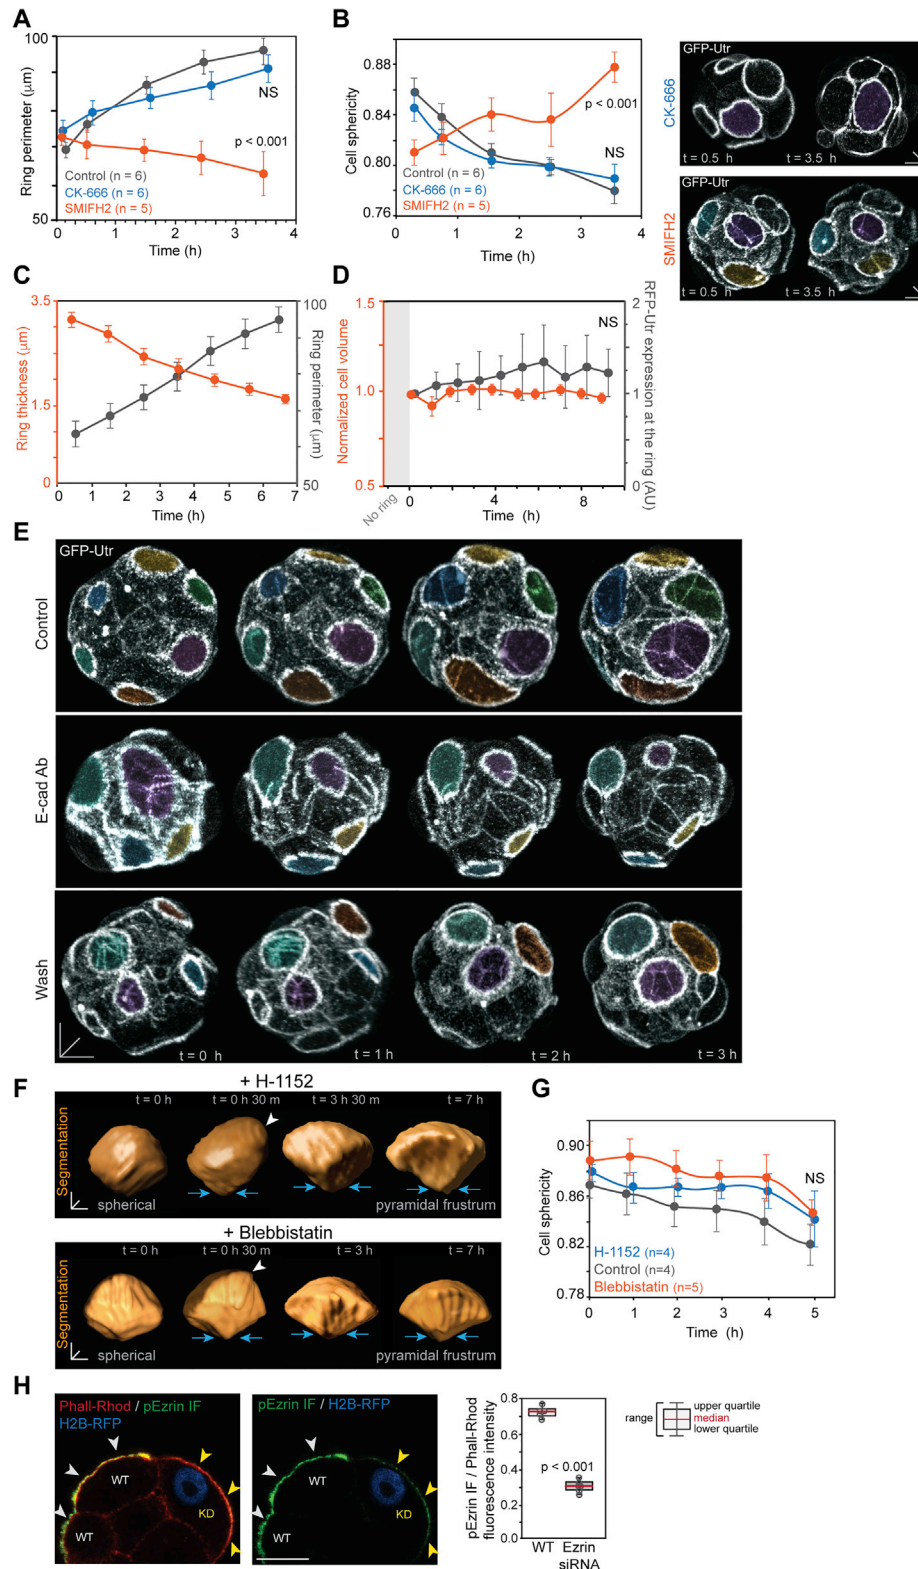 A
100
Ring perimeter (µm)
50
NS
p < 0.001
Control (n = 6)
CK-666 (n = 6)
SMIFH2 (n = 5)
0 1 2 3 4
Time (h)
B
0.88
0.84
0.80
0.76
Cell sphericity
p < 0.001
NS
Control (n = 6)
CK-666 (n = 6)
SMIFH2 (n = 5)
0 1 2 3 4
Time (h)
CK-666
GFP-Utr
t = 0.5 h
t = 3.5 h
SMIFH2
GFP-Utr
t = 0.5 h
t = 3.5 h
C
3.5
1.5
0
Ring thickness (µm)
100
50
Ring perimeter (µm)
0 1 2 3 4 5 6 7
Time (h)
D
1.5
1.0
0.5
Normalized cell volume
NS
2
1
0
RFP-Utr expression at the ring (AU)
No ring
0 4 8
Time (h)
E
GFP-Utr
Control
E-cad Ab
Wash
t = 0 h
t = 1 h
t = 2 h
t = 3 h
F
+ H-1152
Segmentation
t = 0 h
t = 0 h 30 m
t = 3 h 30 m
t = 7 h
spherical
pyramidal frustrum
+ Blebbistatin
Segmentation
t = 0 h
t = 0 h 30 m
t = 3 h
t = 7 h
spherical
pyramidal frustrum
G
0.90
0.86
0.82
0.78
Cell sphericity
NS
H-1152 (n=4)
Control (n=4)
Blebbistatin (n=5)
0 1 2 3 4 5
Time (h)
H
Phall-Rhod / pEzrin IF
H2B-RFP
WT
WT
KD
pEzrin IF / H2B-RFP
WT
WT
KD
pEzrin IF / Phall-Rhod
fluorescence intensity
0.8
0.6
0.4
0.2
0.0
p < 0.001
WT Ezrin
siRNA
range
upper quartile
median
lower quartile